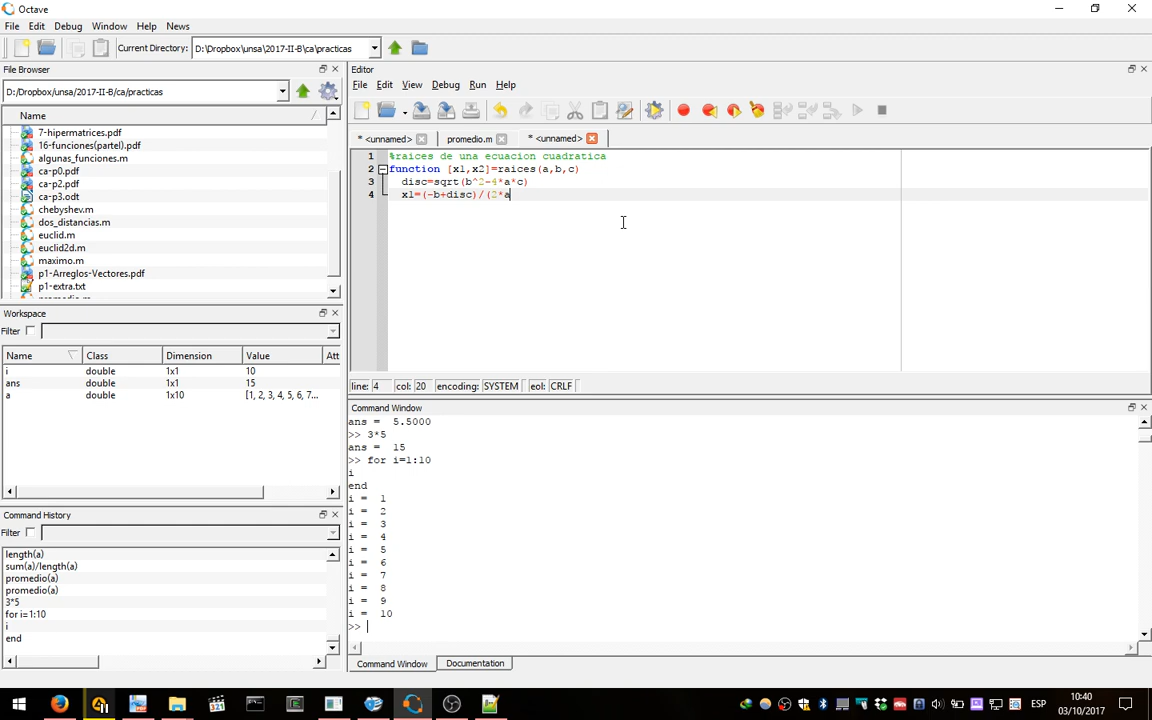 Octave
File Edit Debug Window Help News
Current Directory: D:\Dropbox\unsa\2017-II-B\ca\practicas
File Browser
D:/Dropbox/unsa/2017-II-B/ca/practicas
Name
7-hipermatrices.pdf
16-funciones(parteI).pdf
algunas_funciones.m
ca-p0.pdf
ca-p2.pdf
ca-p3.odt
chebyshev.m
dos_distancias.m
euclid.m
euclid2d.m
maximo.m
p1-Arreglos-Vectores.pdf
p1-extra.txt
Workspace
Filter
Name Class Dimension Value Att
i double 1x1 10
ans double 1x1 15
a double 1x10 [1, 2, 3, 4, 5, 6, 7...
Command History
Filter
length(a)
sum(a)/length(a)
promedio(a)
promedio(a)
3*5
for i=1:10
i
end
Editor
File Edit View Debug Run Help
* <unnamed> promedio.m * <unnamed>
1 %raices de una ecuacion cuadratica
2 function [x1,x2]=raices(a,b,c)
3 disc=sqrt(b^2-4*a*c)
4 x1=(-b+disc)/(2*a
line: 4 col: 20 encoding: SYSTEM eol: CRLF
Command Window
ans = 5.5000
>> 3*5
ans = 15
>> for i=1:10
i
end
i = 1
i = 2
i = 3
i = 4
i = 5
i = 6
i = 7
i = 8
i = 9
i = 10
>>
Command Window Documentation
ESP
10:40
03/10/2017